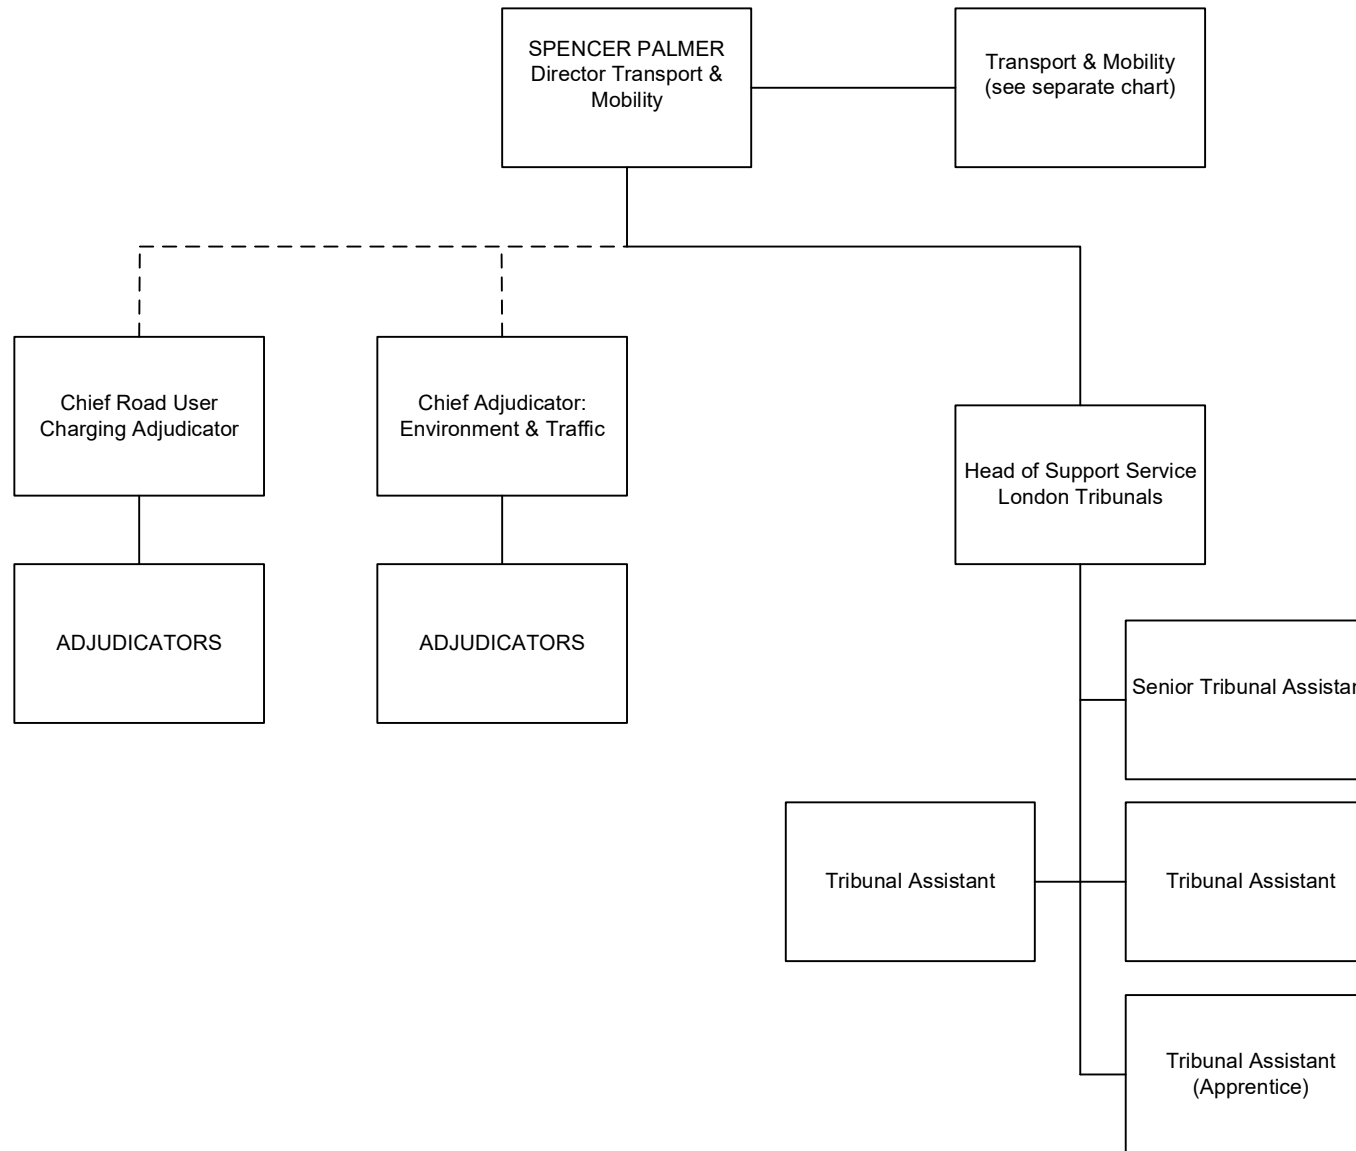 SPENCER PALMER
Director Transport &
Mobility
Transport & Mobility
(see separate chart)
Chief Road User
Charging Adjudicator
Chief Adjudicator:
Environment & Traffic
Head of Support Service
London Tribunals
ADJUDICATORS
ADJUDICATORS
Senior Tribunal
Tribunal Assistant
Tribunal Assistant
Tribunal Assistant
(Apprentice)